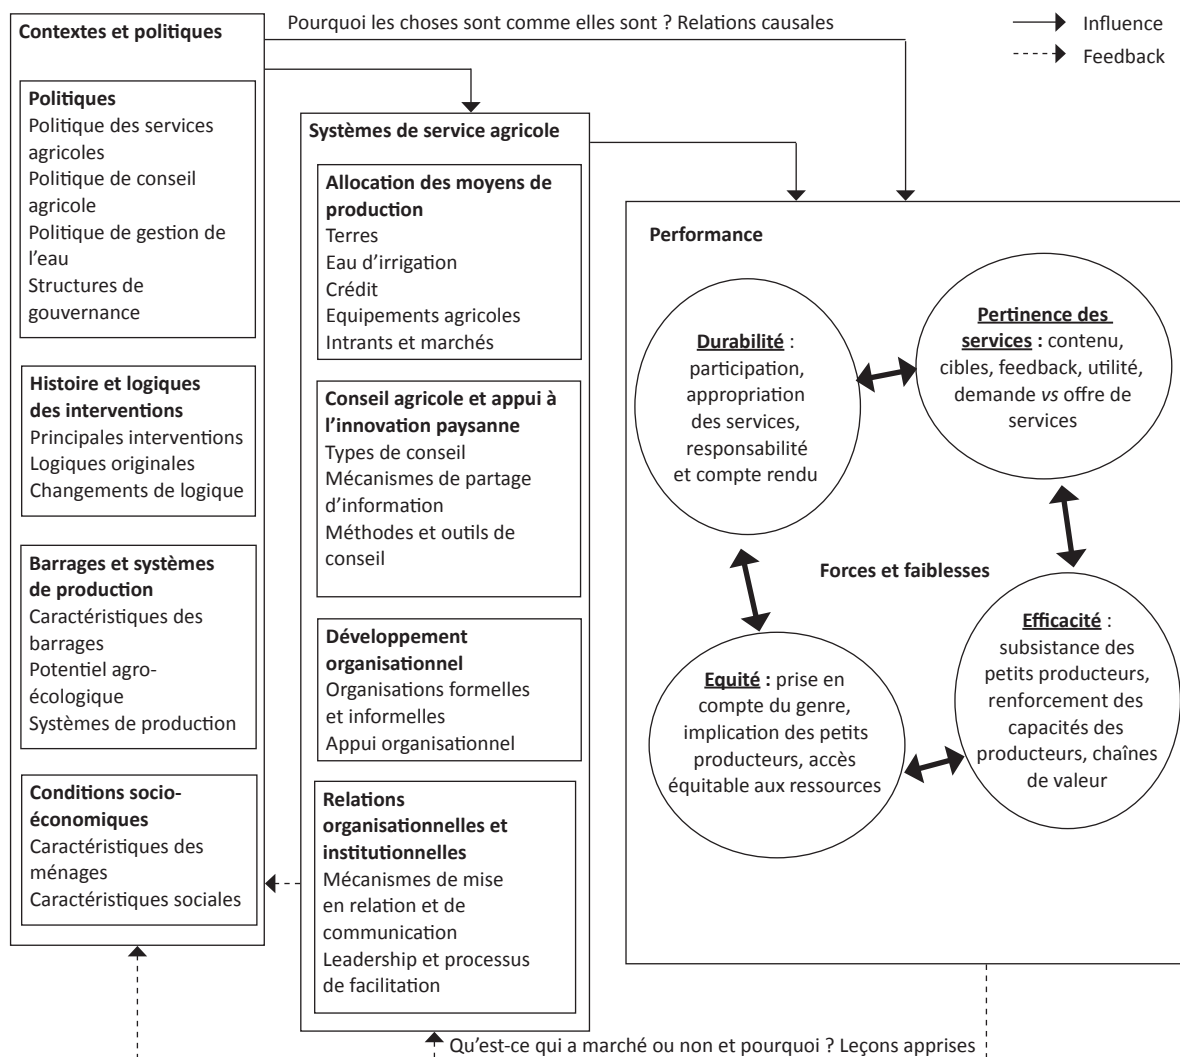 Pourquoi les choses sont comme elles sont ? Relations causales
Influence
Feedback
Contextes et politiques
Politiques
Politique des services
agricoles
Politique de conseil
agricole
Politique de gestion de
l’eau
Structures de
gouvernance
Histoire et logiques
des interventions
Principales interventions
Logiques originales
Changements de logique
Barrages et systèmes
de production
Caractéristiques des
barrages
Potentiel agro-
écologique
Systèmes de production
Conditions socio-
économiques
Caractéristiques des
ménages
Caractéristiques sociales
Systèmes de service agricole
Allocation des moyens de
production
Terres
Eau d’irrigation
Crédit
Equipements agricoles
Intrants et marchés
Conseil agricole et appui à
l’innovation paysanne
Types de conseil
Mécanismes de partage
d’information
Méthodes et outils de
conseil
Développement
organisationnel
Organisations formelles
et informelles
Appui organisationnel
Relations
organisationnelles et
institutionnelles
Mécanismes de mise
en relation et de
communication
Leadership et processus
de facilitation
Performance
Durabilité :
participation,
appropriation
des services,
responsabilité
et compte rendu
Pertinence des
services : contenu,
cibles, feedback, utilité,
demande vs offre de
services
Forces et faiblesses
Equité : prise en
compte du genre,
implication des petits
producteurs, accès
équitable aux ressources
Efficacité :
subsistance des
petits producteurs,
renforcement des
capacités des
producteurs, chaînes
de valeur
Qu’est-ce qui a marché ou non et pourquoi ? Leçons apprises